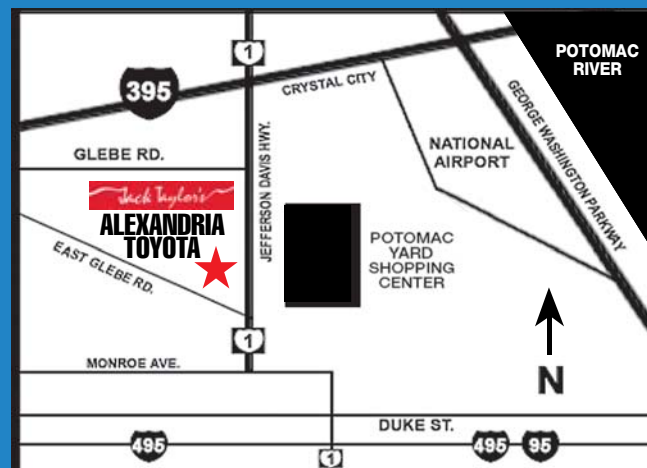 1
POTOMAC
RIVER
395
CRYSTAL CITY
GEORGE WASHINGTON PARKWAY
GLEBE RD.
NATIONAL
AIRPORT
JEFFERSON DAVIS HWY.
Jack Taylor's
ALEXANDRIA
TOYOTA
EAST GLEBE RD.
POTOMAC
YARD
SHOPPING
CENTER
1
MONROE AVE.
N
DUKE ST.
495
1
495
95